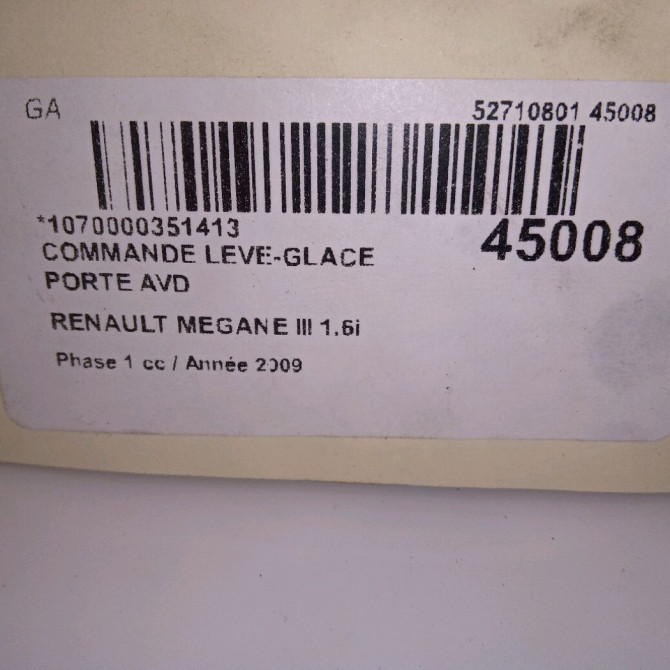 GA
52710801 45008
*1070000351413
45008
COMMANDE LEVE-GLACE
PORTE AVD
RENAULT MEGANE III 1.6i
Phase 1 cc / Année 2009